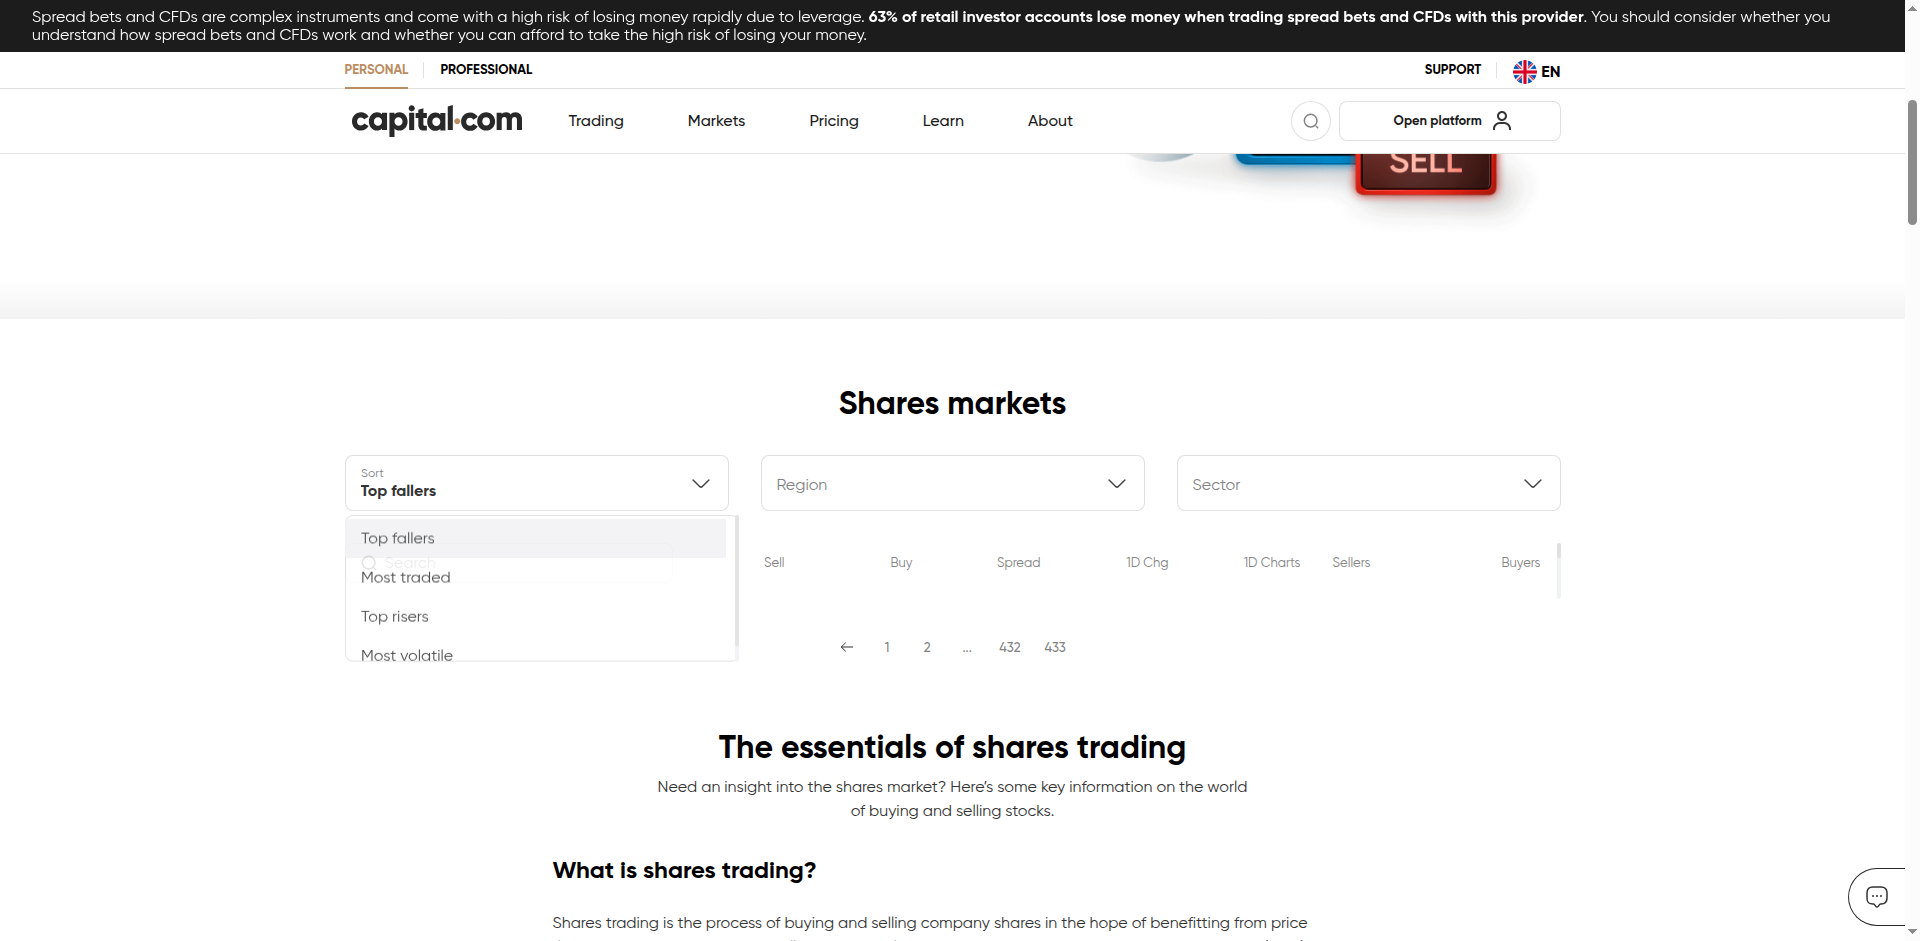 Spread bets and CFDs are complex instruments and come with a high risk of losing money rapidly due to leverage. 63% of retail investor accounts lose money when trading spread bets and CFDs with this provider. You should consider whether you
understand how spread bets and CFDs work and whether you can afford to take the high risk of losing your money.
PERSONAL PROFESSIONAL SUPPORT EN
capital.com Trading Markets Pricing Learn About Open platform
SELL
Shares markets
Sort
Top fallers Region Sector
Top fallers
Search Sell Buy Spread 1D Chg 1D Charts Sellers Buyers
Most traded
Top risers
Most volatile 1 2 ... 432 433
The essentials of shares trading
Need an insight into the shares market? Here's some key information on the world
of buying and selling stocks.
What is shares trading?
Shares trading is the process of buying and selling company shares in the hope of benefitting from price